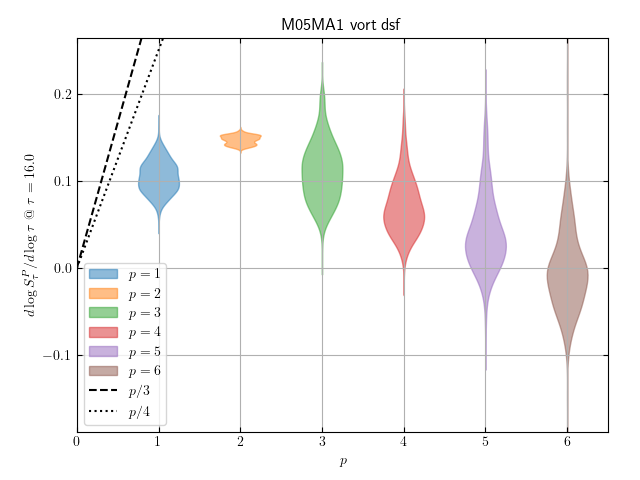 M05MA1 vort dsf
d log S_τ^P / d log τ @ τ = 16.0
0.2
0.1
0.0
−0.1
p = 1
p = 2
p = 3
p = 4
p = 5
p = 6
p/3
p/4
0 1 2 3 4 5 6
p